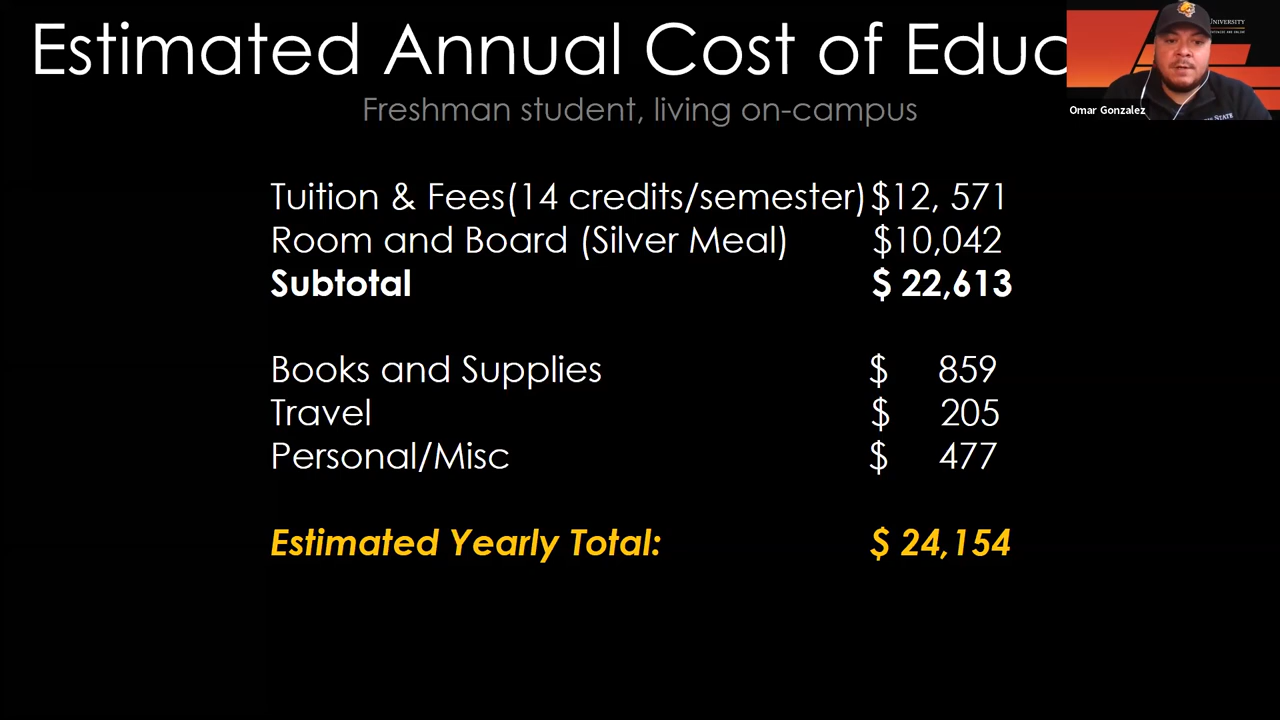 Estimated Annual Cost of Educ
Freshman student, living on-campus
Tuition & Fees(14 credits/semester) $12, 571
Room and Board (Silver Meal) $10,042
Subtotal $ 22,613
Books and Supplies $ 859
Travel $ 205
Personal/Misc $ 477
Estimated Yearly Total: $ 24,154
UNIVERSITY
Omar Gonzalez
STATE